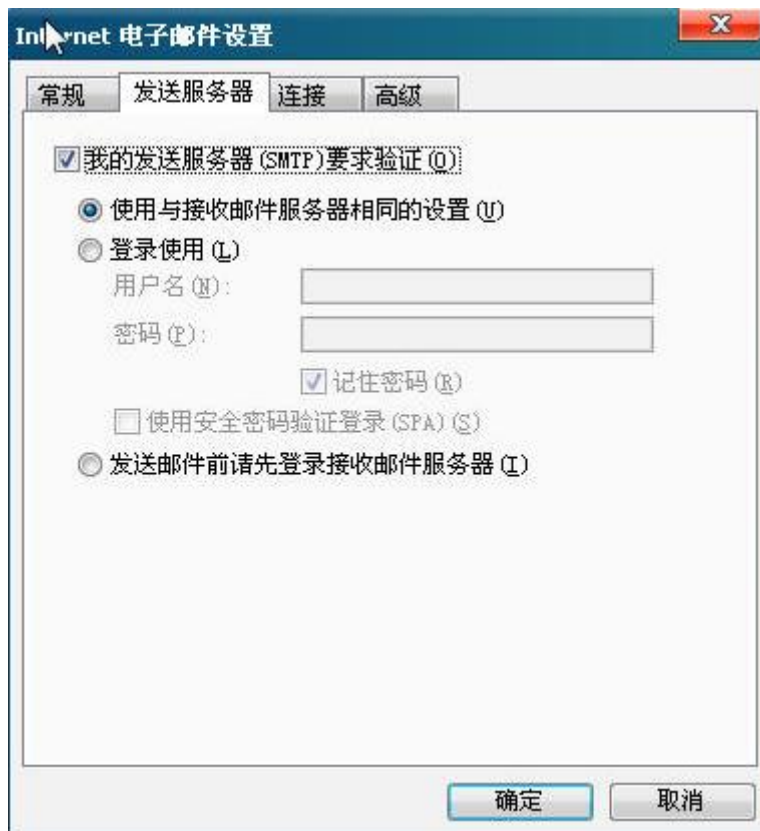 Internet 电子邮件设置
常规 发送服务器 连接 高级
我的发送服务器(SMTP)要求验证(O)
使用与接收邮件服务器相同的设置(U)
登录使用(L)
用户名(N):
密码(P):
记住密码(R)
使用安全密码验证登录(SPA)(S)
发送邮件前请先登录接收邮件服务器(I)
确定 取消